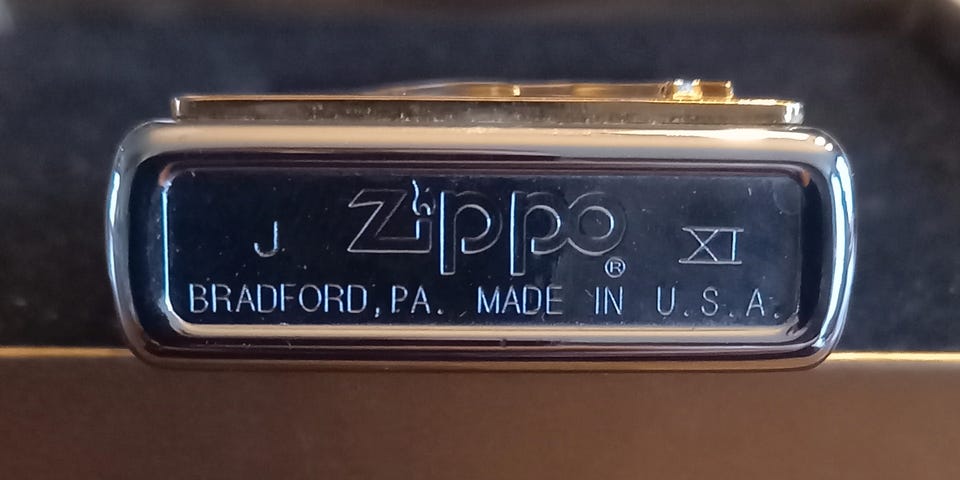 J Zippo® XI
BRADFORD, PA. MADE IN U.S.A.